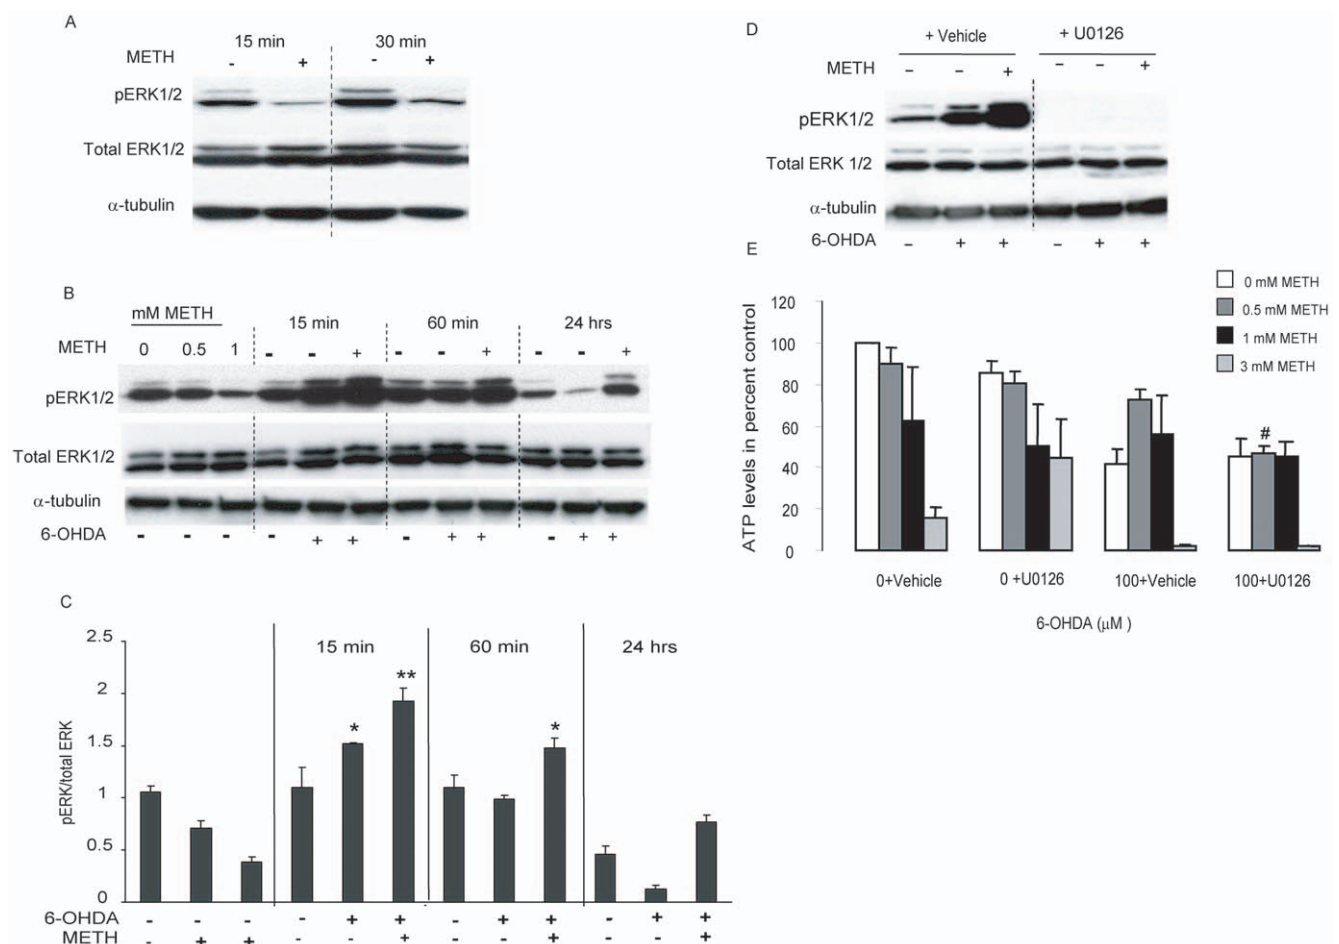 A
15 min 30 min
METH - + - +
pERK1/2
Total ERK1/2
α-tubulin
B
mM METH 15 min 60 min 24 hrs
METH 0 0.5 1 - - + - - + - - +
pERK1/2
Total ERK1/2
α-tubulin
6-OHDA - - - - + + - + + - + +
C
15 min 60 min 24 hrs
pERK/total ERK
2.5
2
1.5
1
0.5
0
* ** *
6-OHDA - - - - + + - + + - + +
METH - + + - - + - - + - - +
D
+ Vehicle + U0126
METH – – + – – +
pERK1/2
Total ERK 1/2
α-tubulin
6-OHDA – + + – + +
E
0 mM METH
0.5 mM METH
1 mM METH
3 mM METH
ATP levels in percent control
120
100
80
60
40
20
0
#
0+Vehicle 0 +U0126 100+Vehicle 100+U0126
6-OHDA (µM )